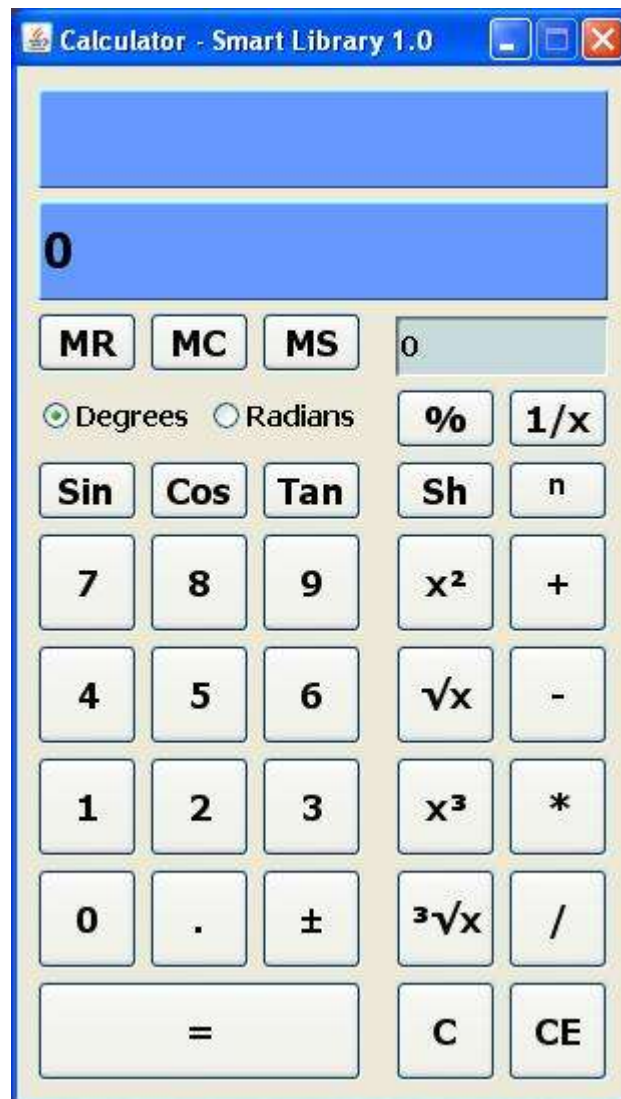 Calculator - Smart Library 1.0
0
MR MC MS 0
Degrees Radians % 1/x
Sin Cos Tan Sh n
7 8 9 x² +
4 5 6 √x -
1 2 3 x³ *
0 . ± ³√x /
= C CE